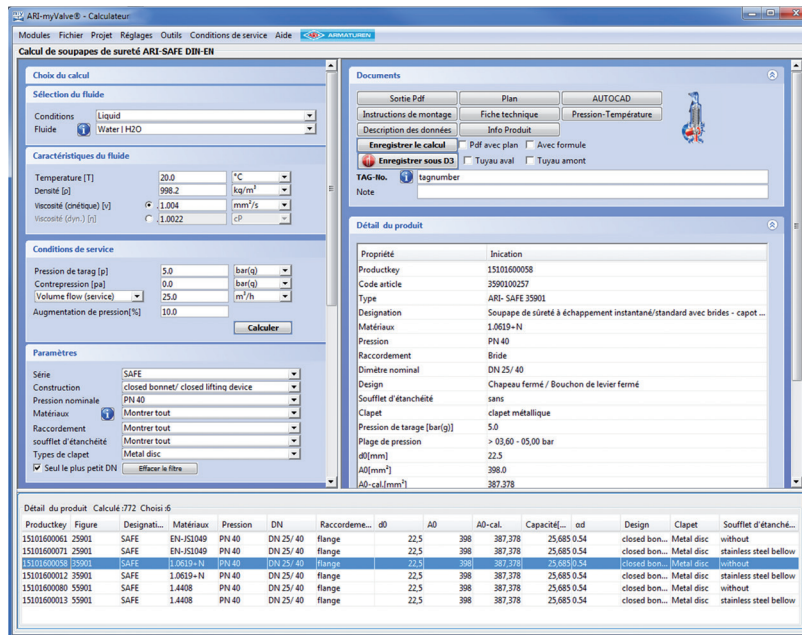 ARI-myValve® - Calculateur
Modules Fichier Projet Réglages Outils Conditions de service Aide ARI ARMATUREN
Calcul de soupapes de sureté ARI-SAFE DIN-EN
Choix du calcul
Sélection du fluide
Conditions Liquid
Fluide Water | H2O
Caractéristiques du fluide
Temperature [T] 20.0 °C
Densité [ρ] 998.2 kg/m³
Viscosité (cinétique) [v] 1.004 mm²/s
Viscosité (dyn.) [η] 1.0022 cP
Conditions de service
Pression de tarag [p] 5.0 bar(g)
Contrepression [pa] 0.0 bar(g)
Volume flow (service) 25.0 m³/h
Augmentation de pression[%] 10.0
Calculer
Paramètres
Série SAFE
Construction closed bonnet/ closed lifting device
Pression nominale PN 40
Matériaux Montrer tout
Raccordement Montrer tout
soufflet d'étanchéité Montrer tout
Types de clapet Metal disc
Seul le plus petit DN Effacer le filtre
Documents
Sortie Pdf Plan AUTOCAD
Instructions de montage Fiche technique Pression-Température
Description des données Info Produit
Enregistrer le calcul Pdf avec plan Avec formule
Enregistrer sous D3 Tuyau aval Tuyau amont
TAG-No. tagnumber
Note
Détail du produit
Propriété Inication
Productkey 15101600058
Code article 3590100257
Type ARI- SAFE 35901
Designation Soupape de sûreté à échappement instantané/standard avec brides - capot ...
Matériaux 1.0619+N
Pression PN 40
Raccordement Bride
Dimètre nominal DN 25/ 40
Design Chapeau fermé / Bouchon de levier fermé
Soufflet d'étanchéité sans
Clapet clapet métallique
Pression de tarage [bar(g)] 5.0
Plage de pression > 03,60 - 05,00 bar
d0[mm] 22.5
A0[mm²] 398.0
A0-cal.[mm²] 387.378
Détail du produit Calculé :772 Choisi :6
Productkey Figure Designati... Matériaux Pression DN Raccordeme... d0 A0 A0-cal. Capacité[... αd Design Clapet Soufflet d'étanché...
15101600061 25901 SAFE EN-JS1049 PN 40 DN 25/ 40 flange 22,5 398 387,378 25,685 0.54 closed bon... Metal disc without
15101600071 25901 SAFE EN-JS1049 PN 40 DN 25/ 40 flange 22,5 398 387,378 25,685 0.54 closed bon... Metal disc stainless steel bellow
15101600058 35901 SAFE 1.0619+N PN 40 DN 25/ 40 flange 22,5 398 387,378 25,685 0.54 closed bon... Metal disc without
15101600012 35901 SAFE 1.0619+N PN 40 DN 25/ 40 flange 22,5 398 387,378 25,685 0.54 closed bon... Metal disc stainless steel bellow
15101600080 55901 SAFE 1.4408 PN 40 DN 25/ 40 flange 22,5 398 387,378 25,685 0.54 closed bon... Metal disc without
15101600013 55901 SAFE 1.4408 PN 40 DN 25/ 40 flange 22,5 398 387,378 25,685 0.54 closed bon... Metal disc stainless steel bellow